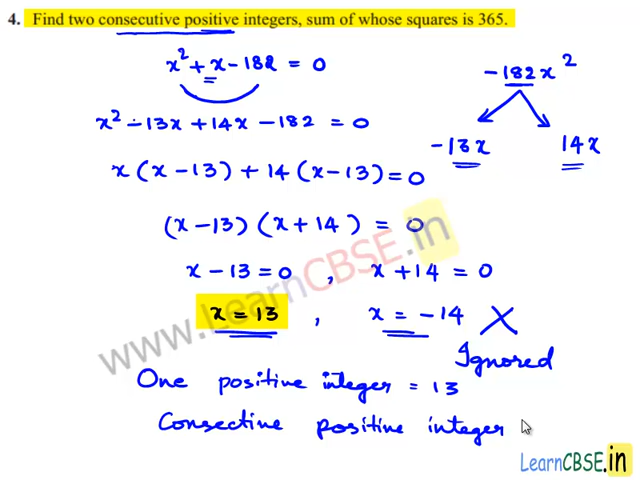 4. Find two consecutive positive integers, sum of whose squares is 365.
x² + x - 182 = 0
-182x²
x² - 13x + 14x - 182 = 0
-13x 14x
x (x - 13) + 14 (x - 13) = 0
(x - 13) (x + 14) = 0
x - 13 = 0 , x + 14 = 0
x = 13 , x = -14 X
Ignored
One positive integer = 13
Consective positive integer
www.LearnCBSE.in
LearnCBSE.in